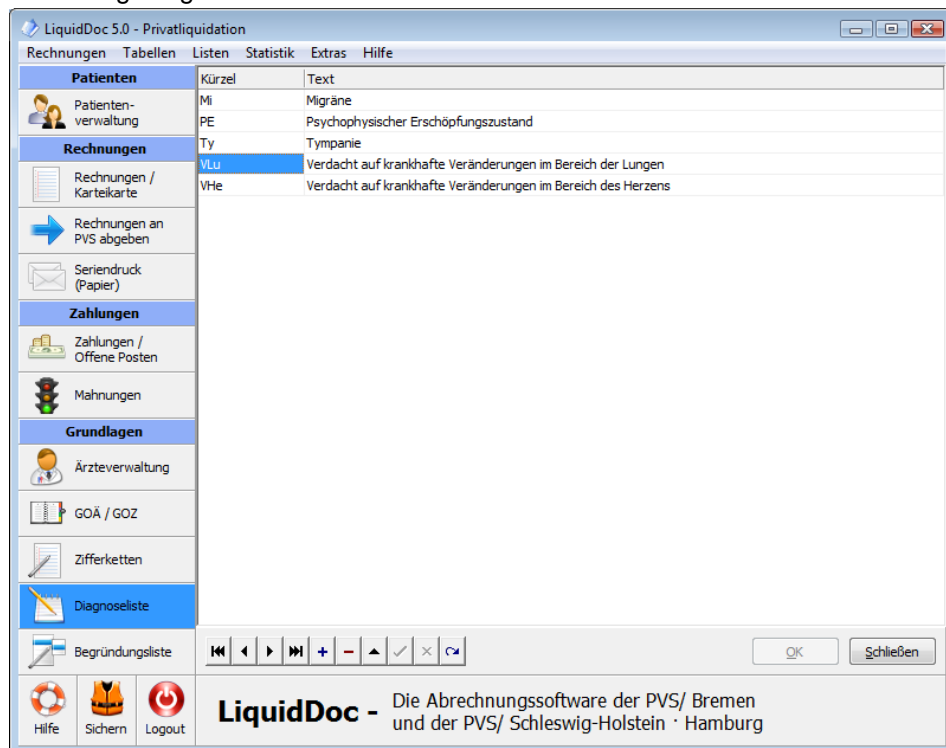 LiquidDoc 5.0 - Privatliquidation
Rechnungen Tabellen Listen Statistik Extras Hilfe
Patienten
Patienten-
verwaltung
Rechnungen
Rechnungen /
Karteikarte
Rechnungen an
PVS abgeben
Seriendruck
(Papier)
Zahlungen
Zahlungen /
Offene Posten
Mahnungen
Grundlagen
Ärzteverwaltung
GOÄ / GOZ
Zifferketten
Diagnoseliste
Begründungsliste
Hilfe Sichern Logout
Kürzel Text
Mi Migräne
PE Psychophysischer Erschöpfungszustand
Ty Tympanie
VLu Verdacht auf krankhafte Veränderungen im Bereich der Lungen
VHe Verdacht auf krankhafte Veränderungen im Bereich des Herzens
OK Schließen
LiquidDoc - Die Abrechnungssoftware der PVS/ Bremen
und der PVS/ Schleswig-Holstein · Hamburg